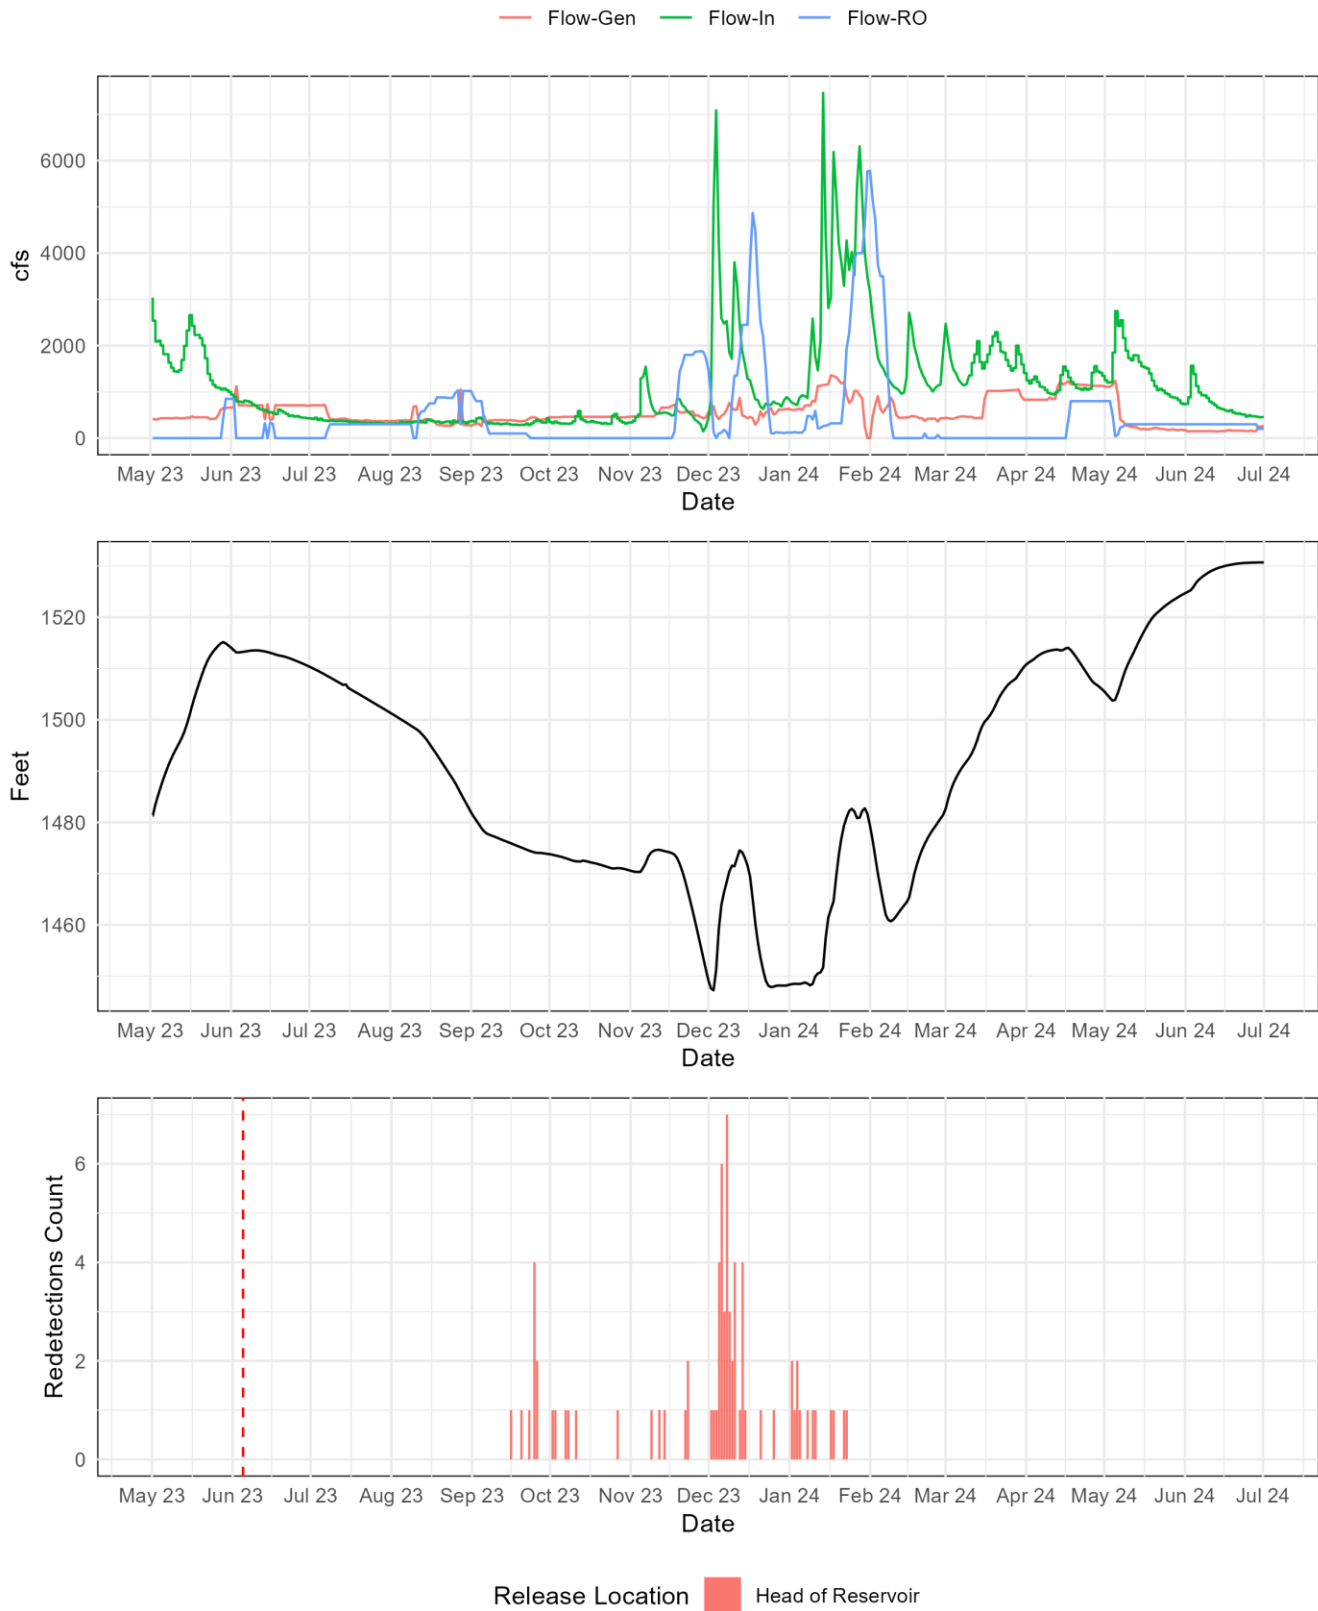 Flow-Gen Flow-In Flow-RO
6000
4000
2000
0
cfs
May 23 Jun 23 Jul 23 Aug 23 Sep 23 Oct 23 Nov 23 Dec 23 Jan 24 Feb 24 Mar 24 Apr 24 May 24 Jun 24 Jul 24
Date
1520
1500
1480
1460
Feet
May 23 Jun 23 Jul 23 Aug 23 Sep 23 Oct 23 Nov 23 Dec 23 Jan 24 Feb 24 Mar 24 Apr 24 May 24 Jun 24 Jul 24
Date
6
4
2
0
Redetections Count
May 23 Jun 23 Jul 23 Aug 23 Sep 23 Oct 23 Nov 23 Dec 23 Jan 24 Feb 24 Mar 24 Apr 24 May 24 Jun 24 Jul 24
Date
Release Location Head of Reservoir